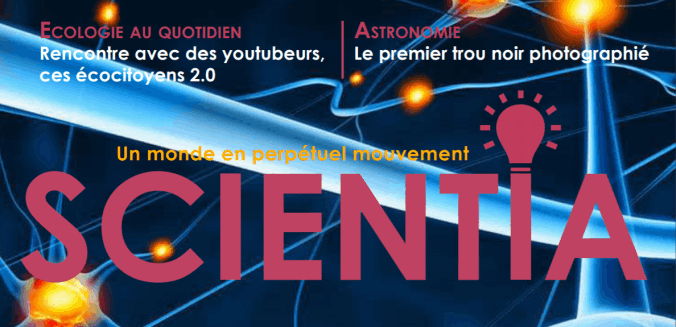 ECOLOGIE AU QUOTIDIEN
Rencontre avec des youtubeurs,
ces écocitoyens 2.0
ASTRONOMIE
Le premier trou noir photographié
Un monde en perpétuel mouvement
SCIENTIA